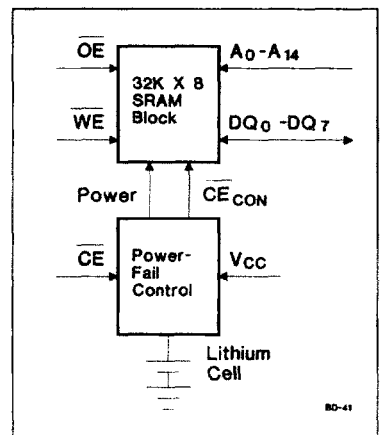 OE
A0-A14
32K X 8
SRAM
Block
WE
DQ0 -DQ7
Power
CECON
CE
Power-
Fail
Control
VCC
Lithium
Cell
BD-41